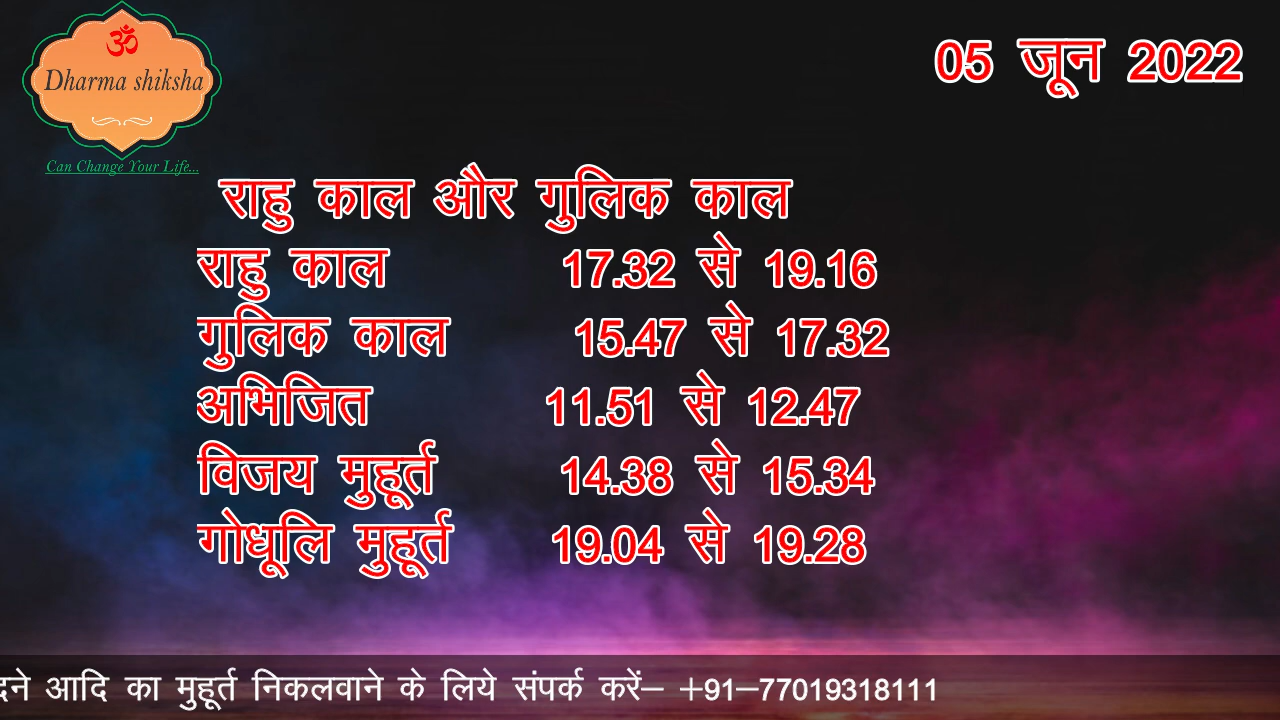 ॐ
Dharma shiksha
Can Change Your Life...
05 जून 2022
राहु काल और गुलिक काल
राहु काल 17.32 से 19.16
गुलिक काल 15.47 से 17.32
अभिजित 11.51 से 12.47
विजय मुहूर्त 14.38 से 15.34
गोधूलि मुहूर्त 19.04 से 19.28
आदि का मुहूर्त निकलवाने के लिये संपर्क करें– +91–77019318111